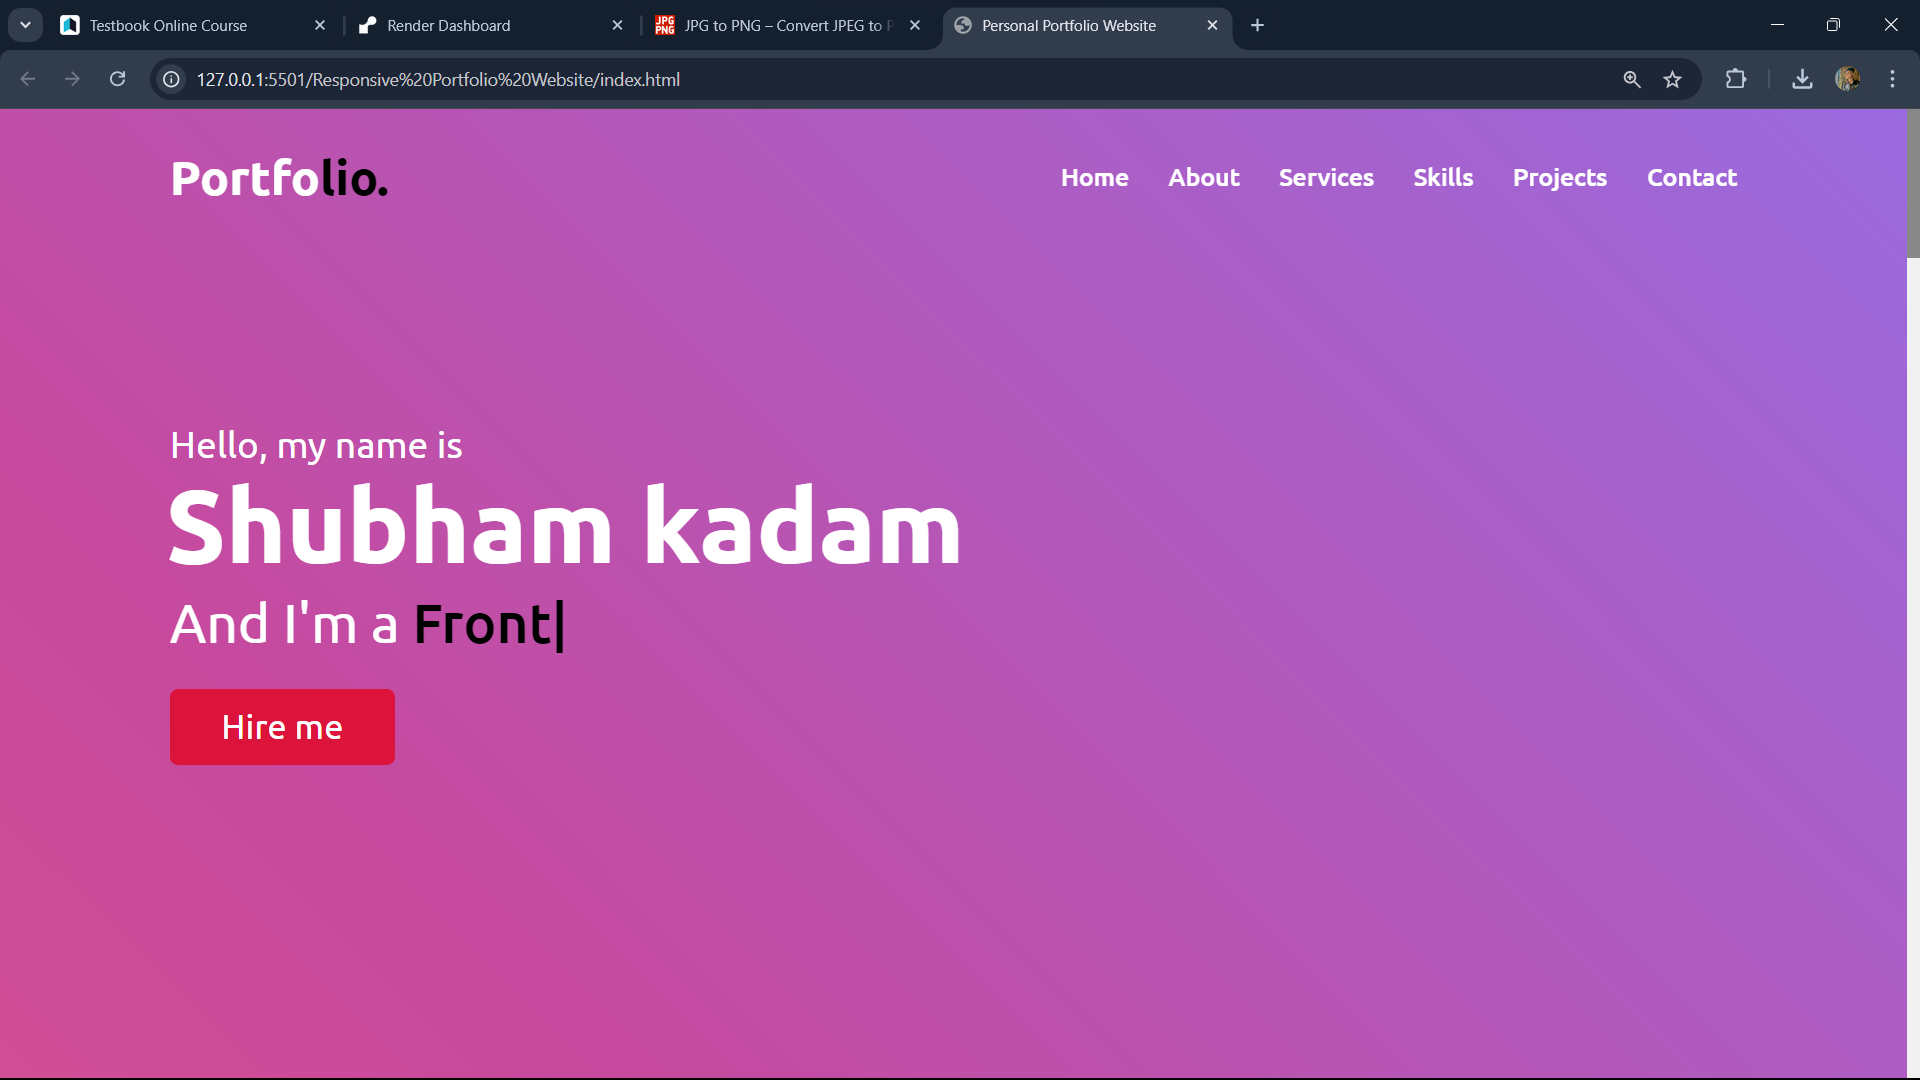 Testbook Online Course
Render Dashboard
JPG PNG
JPG to PNG – Convert JPEG to P
Personal Portfolio Website
127.0.0.1:5501/Responsive%20Portfolio%20Website/index.html
Portfolio.
Home About Services Skills Projects Contact
Hello, my name is
Shubham kadam
And I'm a Front|
Hire me